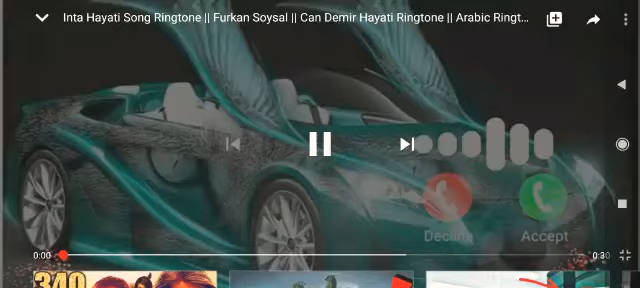 Inta Hayati Song Ringtone || Furkan Soysal || Can Demir Hayati Ringtone || Arabic Ringt...
Decline
Accept
0:00
0:30
340